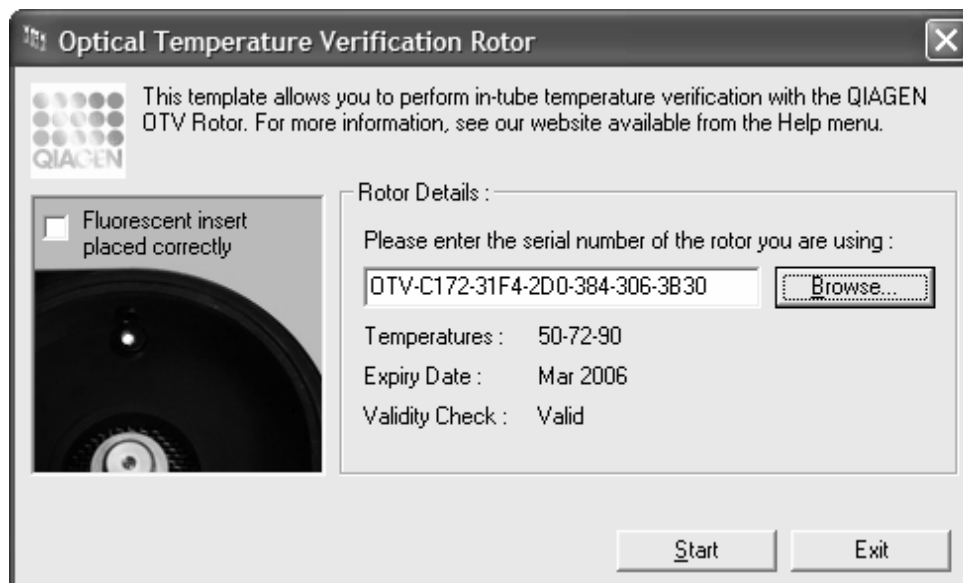 Optical Temperature Verification Rotor
This template allows you to perform in-tube temperature verification with the QIAGEN
OTV Rotor. For more information, see our website available from the Help menu.
QIAGEN
Fluorescent insert
placed correctly
Rotor Details :
Please enter the serial number of the rotor you are using :
OTV-C172-31F4-2D0-384-306-3B30
Browse...
Temperatures : 50-72-90
Expiry Date : Mar 2006
Validity Check : Valid
Start
Exit